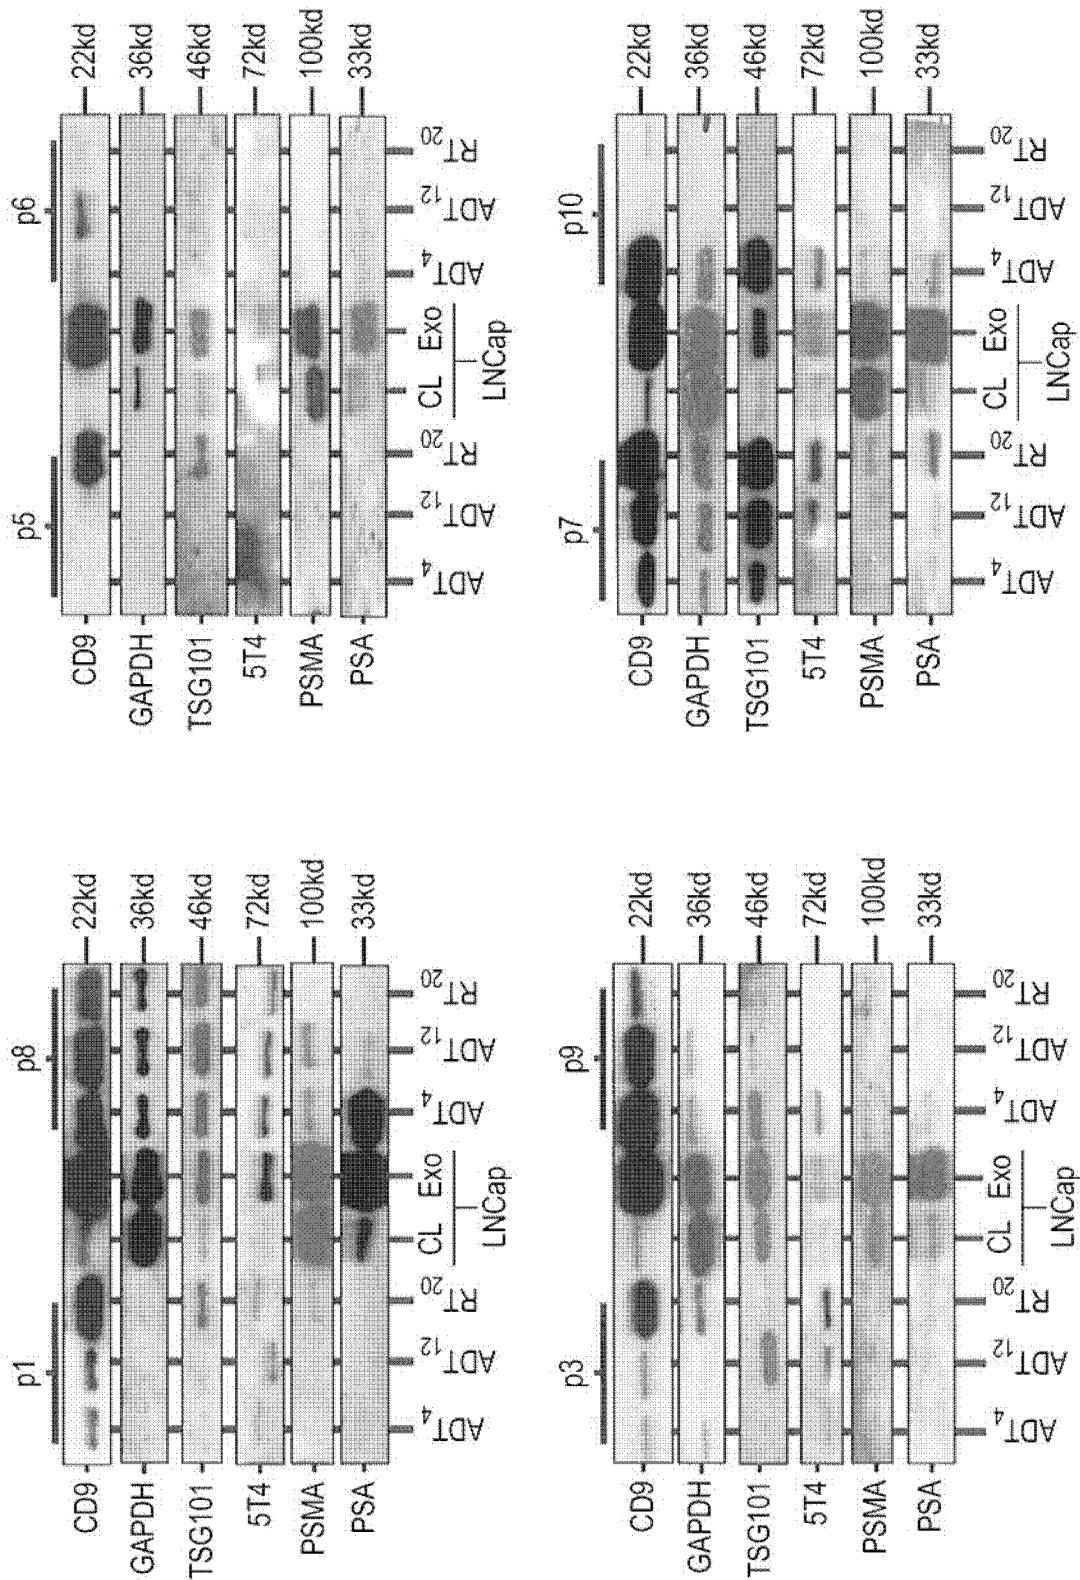 p5
p6
CD9
22kd
GAPDH
36kd
TSG101
46kd
5T4
72kd
PSMA
100kd
PSA
33kd
ADT4
ADT12
RT20
CL
Exo
ADT4
ADT12
RT20
LNCap
p7
p10
CD9
22kd
GAPDH
36kd
TSG101
46kd
5T4
72kd
PSMA
100kd
PSA
33kd
ADT4
ADT12
RT20
CL
Exo
ADT4
ADT12
RT20
LNCap
p1
p8
CD9
22kd
GAPDH
36kd
TSG101
46kd
5T4
72kd
PSMA
100kd
PSA
33kd
ADT4
ADT12
RT20
CL
Exo
ADT4
ADT12
RT20
LNCap
p3
p9
CD9
22kd
GAPDH
36kd
TSG101
46kd
5T4
72kd
PSMA
100kd
PSA
33kd
ADT4
ADT12
RT20
CL
Exo
ADT4
ADT12
RT20
LNCap